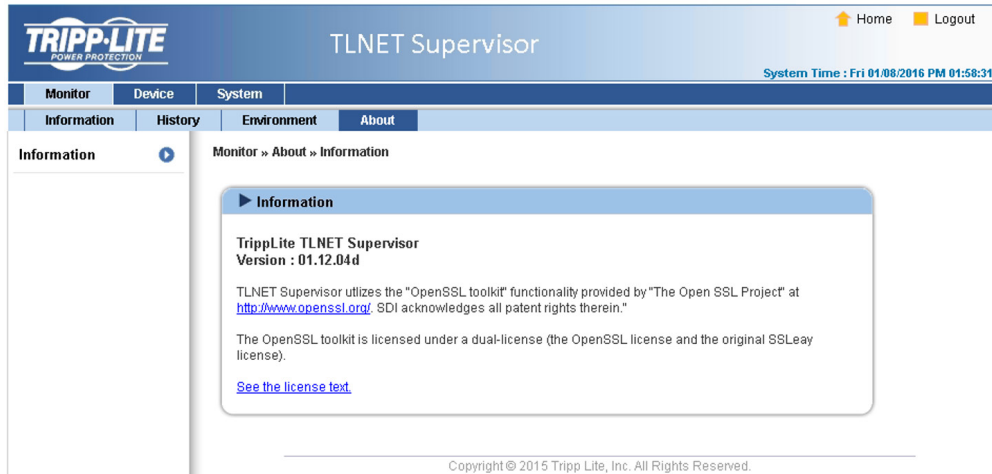 TRIPP·LITE
POWER PROTECTION
TLNET Supervisor
Home Logout
System Time : Fri 01/08/2016 PM 01:58:31
Monitor Device System
Information History Environment About
Information
Monitor » About » Information
Information
TrippLite TLNET Supervisor
Version : 01.12.04d
TLNET Supervisor utlizes the "OpenSSL toolkit" functionality provided by "The Open SSL Project" at
http://www.openssl.org/. SDI acknowledges all patent rights therein."
The OpenSSL toolkit is licensed under a dual-license (the OpenSSL license and the original SSLeay
license).
See the license text.
Copyright © 2015 Tripp Lite, Inc. All Rights Reserved.